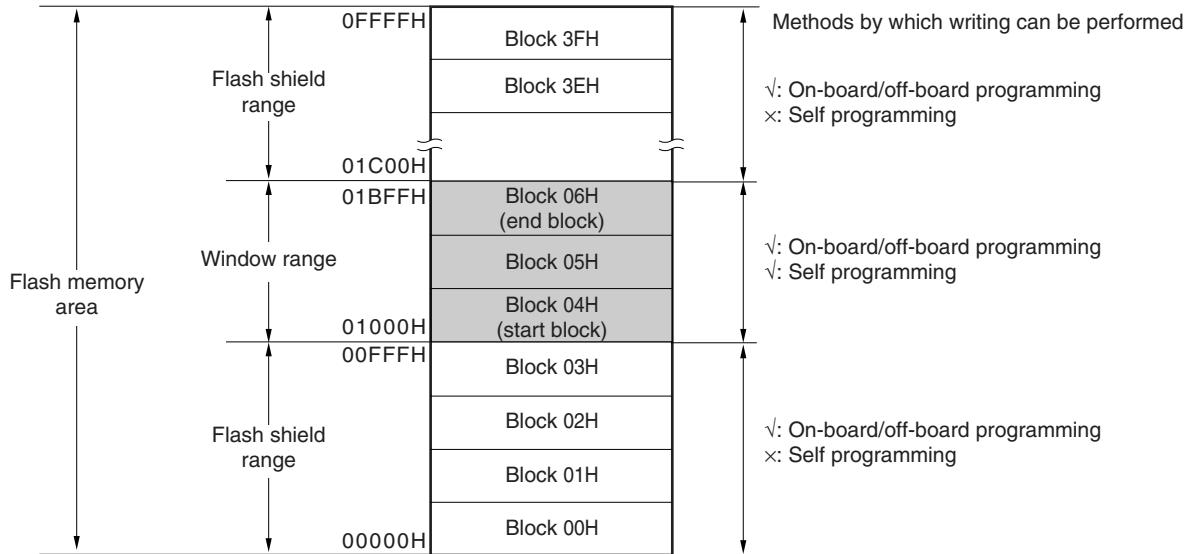 0FFFFH
Methods by which writing can be performed
Block 3FH
Flash shield
range
Block 3EH
√: On-board/off-board programming
×: Self programming
01C00H
01BFFH
Block 06H
(end block)
Window range
Block 05H
√: On-board/off-board programming
√: Self programming
Flash memory
area
Block 04H
(start block)
01000H
00FFFH
Block 03H
Block 02H
Flash shield
range
√: On-board/off-board programming
×: Self programming
Block 01H
Block 00H
00000H